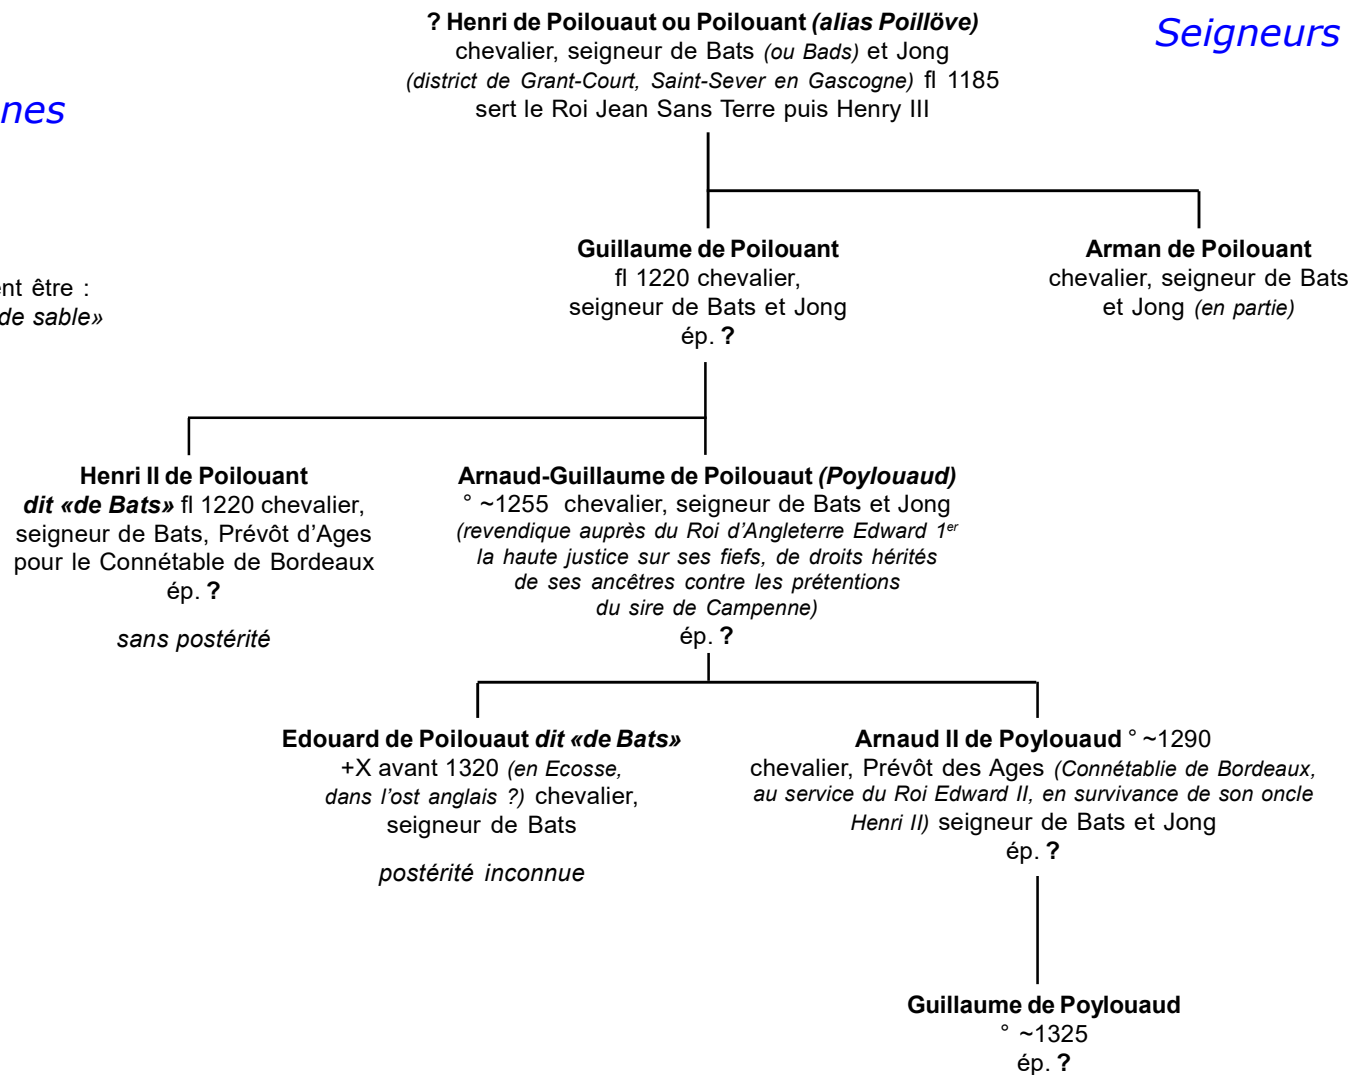 ? Henri de Poilouaut ou Poilouant (alias Poillöve)
chevalier, seigneur de Bats (ou Bads) et Jong
(district de Grant-Court, Saint-Sever en Gascogne) fl 1185
sert le Roi Jean Sans Terre puis Henry III
Seigneurs
nes
nt être :
de sable»
Guillaume de Poilouant
fl 1220 chevalier,
seigneur de Bats et Jong
ép. ?
Arman de Poilouant
chevalier, seigneur de Bats
et Jong (en partie)
Henri II de Poilouant
dit «de Bats» fl 1220 chevalier,
seigneur de Bats, Prévôt d'Ages
pour le Connétable de Bordeaux
ép. ?
sans postérité
Arnaud-Guillaume de Poilouaut (Poylouaud)
° ~1255 chevalier, seigneur de Bats et Jong
(revendique auprès du Roi d'Angleterre Edward 1er
la haute justice sur ses fiefs, de droits hérités
de ses ancêtres contre les prétentions
du sire de Campenne)
ép. ?
Edouard de Poilouaut dit «de Bats»
+X avant 1320 (en Ecosse,
dans l'ost anglais ?) chevalier,
seigneur de Bats
postérité inconnue
Arnaud II de Poylouaud ° ~1290
chevalier, Prévôt des Ages (Connétablie de Bordeaux,
au service du Roi Edward II, en survivance de son oncle
Henri II) seigneur de Bats et Jong
ép. ?
Guillaume de Poylouaud
° ~1325
ép. ?